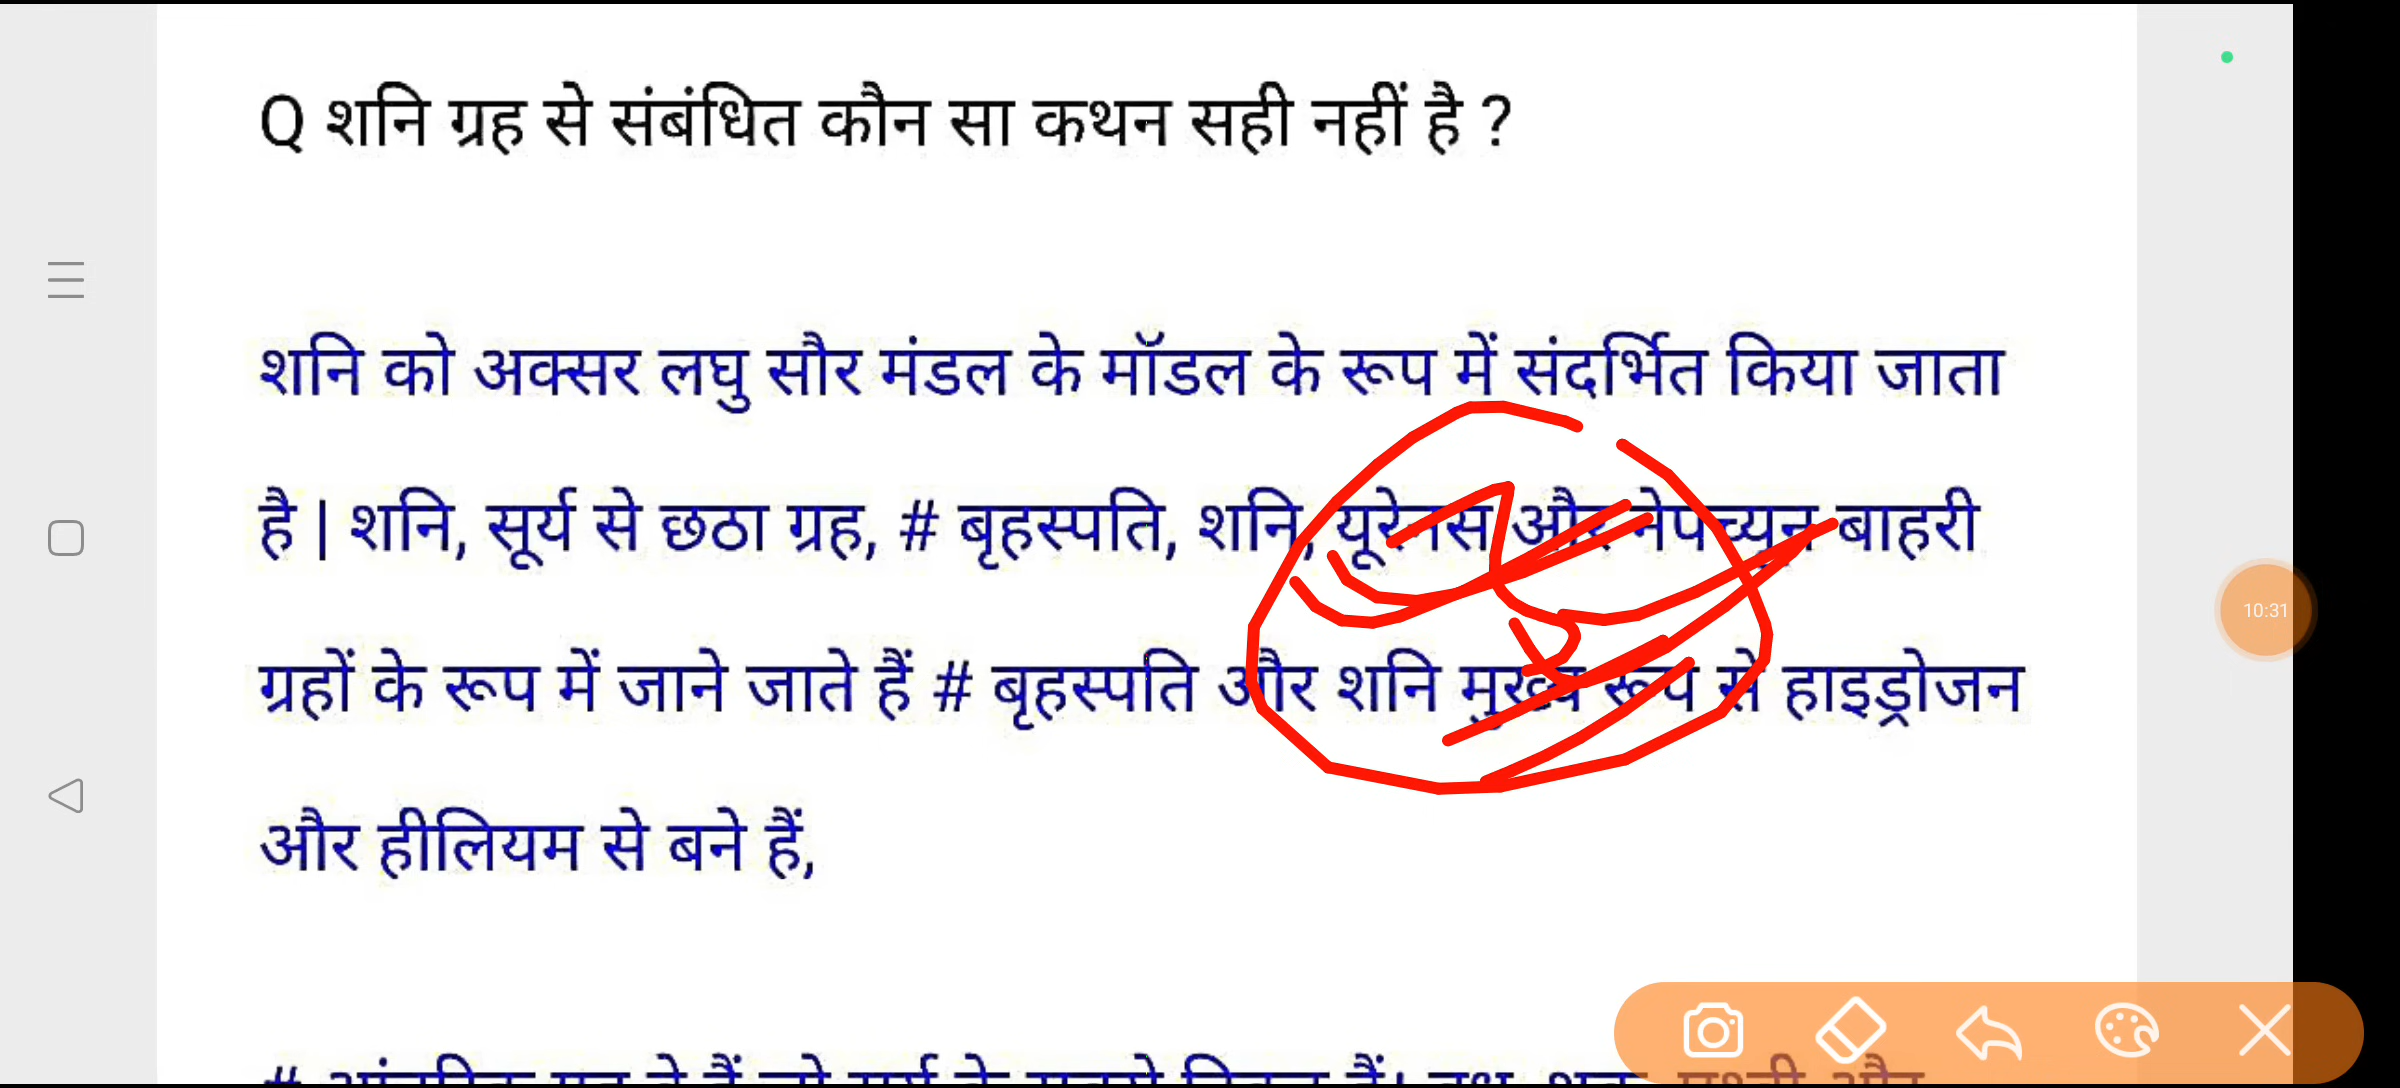 Q शनि ग्रह से संबंधित कौन सा कथन सही नहीं है ?
शनि को अक्सर लघु सौर मंडल के मॉडल के रूप में संदर्भित किया जाता
है | शनि, सूर्य से छठा ग्रह, # बृहस्पति, शनि, यूरेनस और नेपच्यून बाहरी
ग्रहों के रूप में जाने जाते हैं # बृहस्पति और शनि मुख्य रूप से हाइड्रोजन
और हीलियम से बने हैं,
10:31